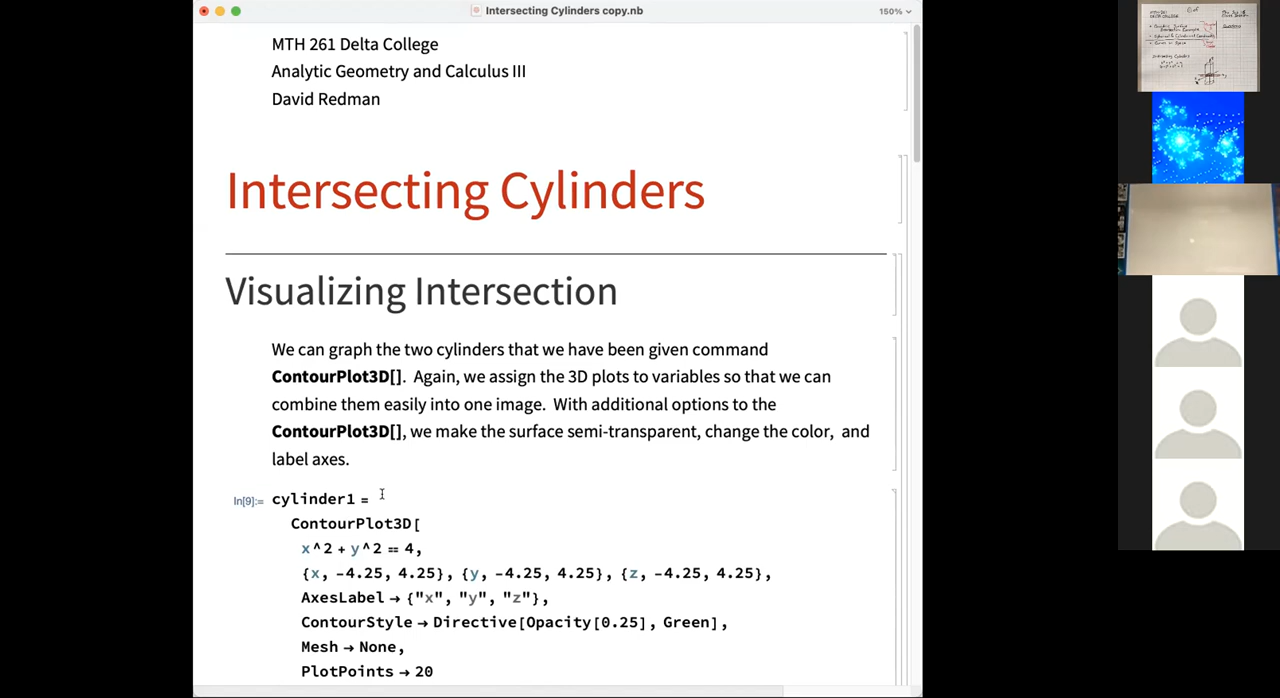 Intersecting Cylinders copy.nb
150%
MTH 261 Delta College
Analytic Geometry and Calculus III
David Redman
Intersecting Cylinders
Visualizing Intersection
We can graph the two cylinders that we have been given command
ContourPlot3D[]. Again, we assign the 3D plots to variables so that we can
combine them easily into one image. With additional options to the
ContourPlot3D[], we make the surface semi-transparent, change the color, and
label axes.
In[9]:= cylinder1 =
ContourPlot3D[
x^2 + y^2 == 4,
{x, -4.25, 4.25}, {y, -4.25, 4.25}, {z, -4.25, 4.25},
AxesLabel → {"x", "y", "z"},
ContourStyle → Directive[Opacity[0.25], Green],
Mesh → None,
PlotPoints → 20